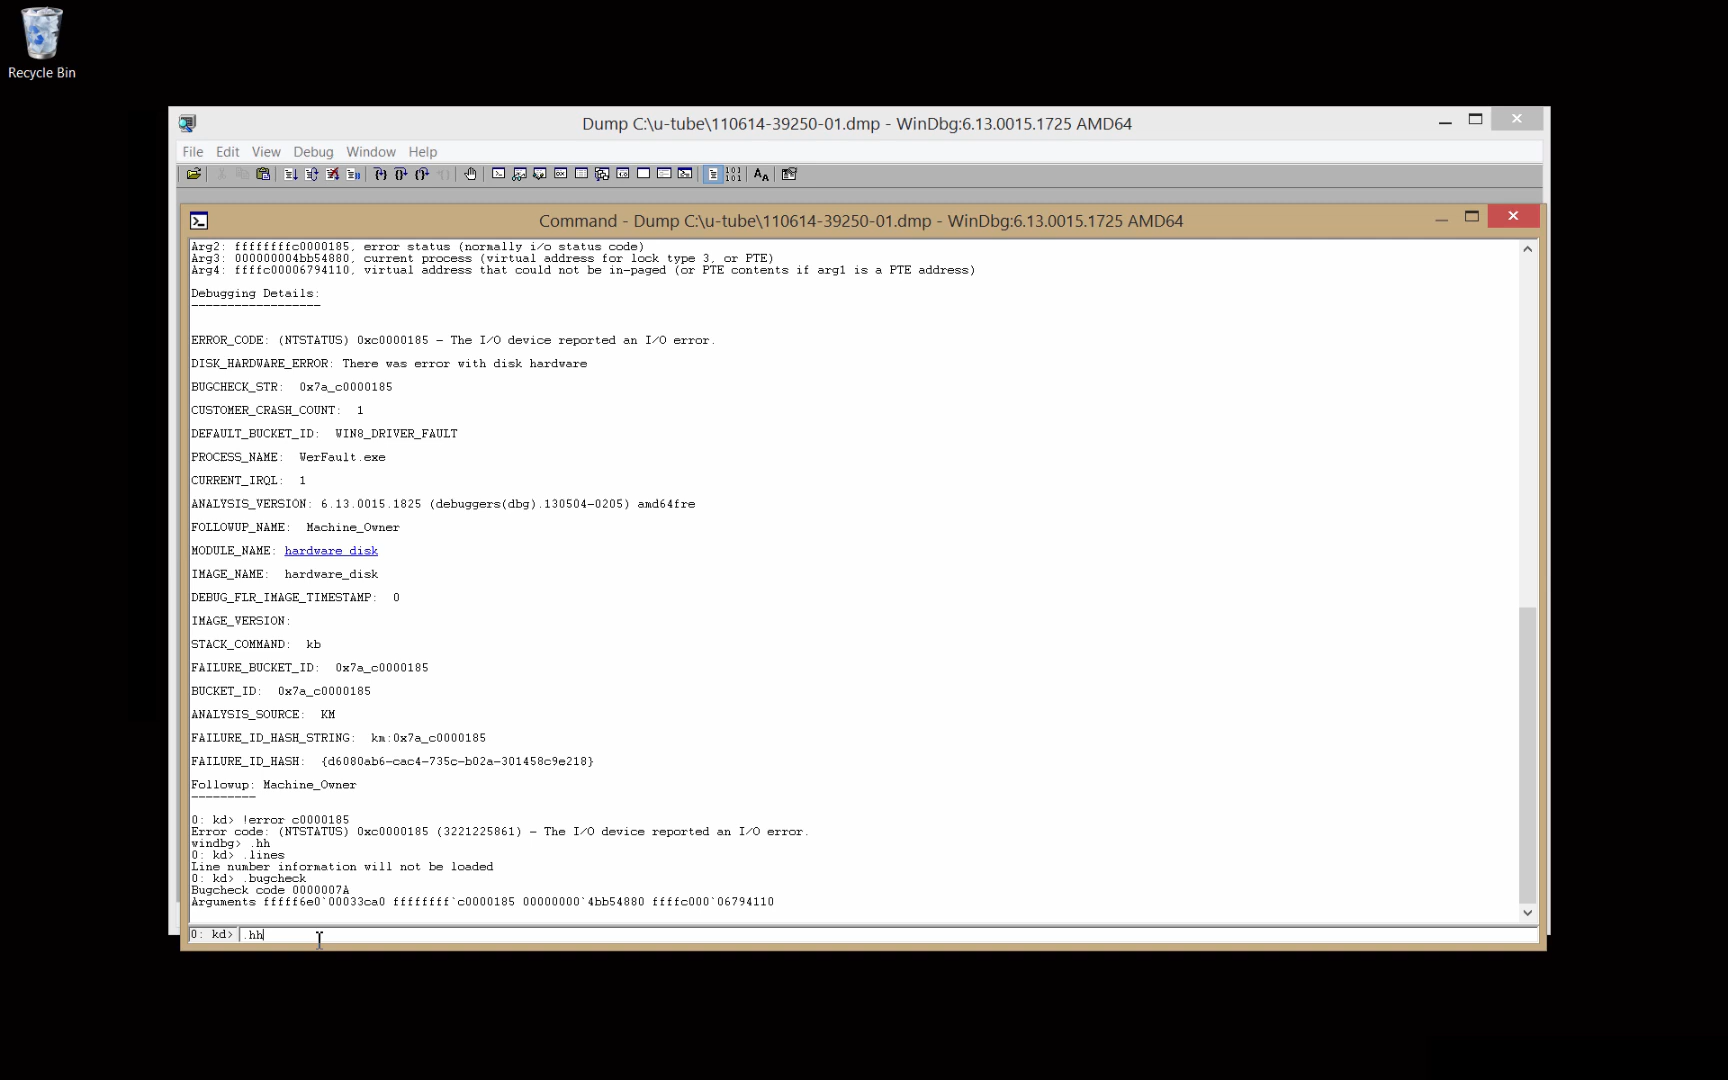 Recycle Bin
Dump C:\u-tube\110614-39250-01.dmp - WinDbg:6.13.0015.1725 AMD64
File Edit View Debug Window Help
Command - Dump C:\u-tube\110614-39250-01.dmp - WinDbg:6.13.0015.1725 AMD64
Arg2: ffffffffc0000185, error status (normally i/o status code)
Arg3: 000000004bb54880, current process (virtual address for lock type 3, or PTE)
Arg4: ffffc00006794110, virtual address that could not be in-paged (or PTE contents if arg1 is a PTE address)
Debugging Details:
------------------
ERROR_CODE: (NTSTATUS) 0xc0000185 - The I/O device reported an I/O error.
DISK_HARDWARE_ERROR: There was error with disk hardware
BUGCHECK_STR: 0x7a_c0000185
CUSTOMER_CRASH_COUNT: 1
DEFAULT_BUCKET_ID: WIN8_DRIVER_FAULT
PROCESS_NAME: WerFault.exe
CURRENT_IRQL: 1
ANALYSIS_VERSION: 6.13.0015.1825 (debuggers(dbg).130504-0205) amd64fre
FOLLOWUP_NAME: Machine_Owner
MODULE_NAME: hardware_disk
IMAGE_NAME: hardware_disk
DEBUG_FLR_IMAGE_TIMESTAMP: 0
IMAGE_VERSION:
STACK_COMMAND: kb
FAILURE_BUCKET_ID: 0x7a_c0000185
BUCKET_ID: 0x7a_c0000185
ANALYSIS_SOURCE: KM
FAILURE_ID_HASH_STRING: km:0x7a_c0000185
FAILURE_ID_HASH: {d6080ab6-cac4-735c-b02a-301458c9e218}
Followup: Machine_Owner
---------
0: kd> !error c0000185
Error code: (NTSTATUS) 0xc0000185 (3221225861) - The I/O device reported an I/O error.
windbg> .hh
0: kd> .lines
Line number information will not be loaded
0: kd> .bugcheck
Bugcheck code 0000007A
Arguments fffff6e0`00033ca0 ffffffff`c0000185 00000000`4bb54880 ffffc000`06794110
0: kd> .hh